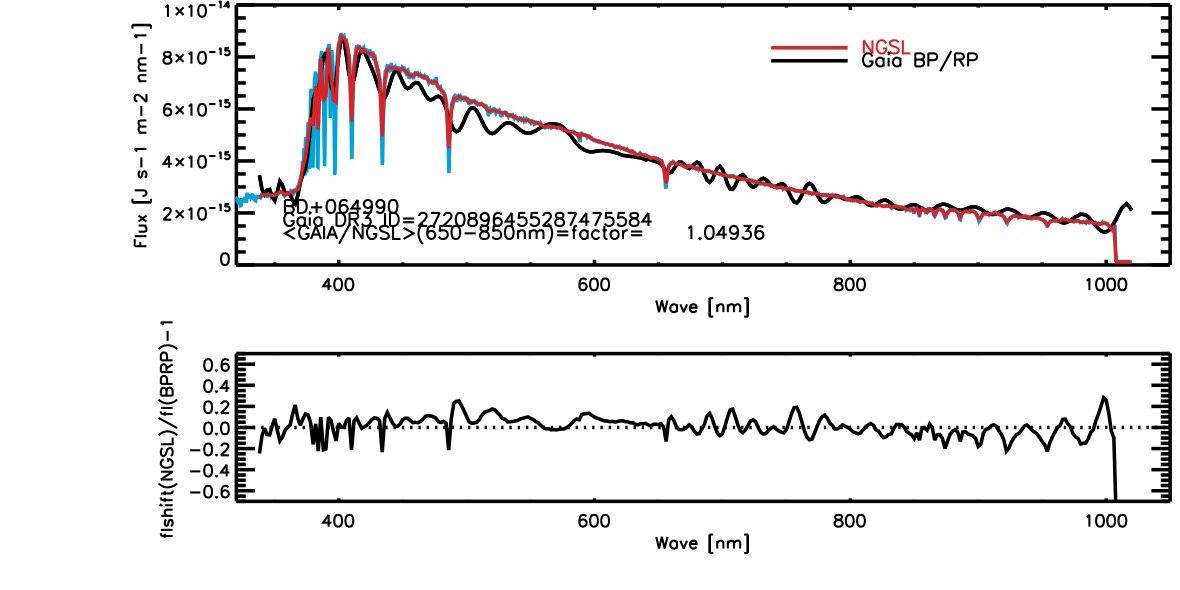 1×10-14
8×10-15
6×10-15
4×10-15
2×10-15
0
Flux [J s-1 m-2 nm-1]
NGSL
Gaia BP/RP
BD+064990
Gaia DR3 ID=2720896455287475584
<GAIA/NGSL>(650-850nm)=factor= 1.04936
400 600 800 1000
Wave [nm]
flshift(NGSL)/fl(BPRP)-1
0.6
0.4
0.2
0.0
-0.2
-0.4
-0.6
400 600 800 1000
Wave [nm]